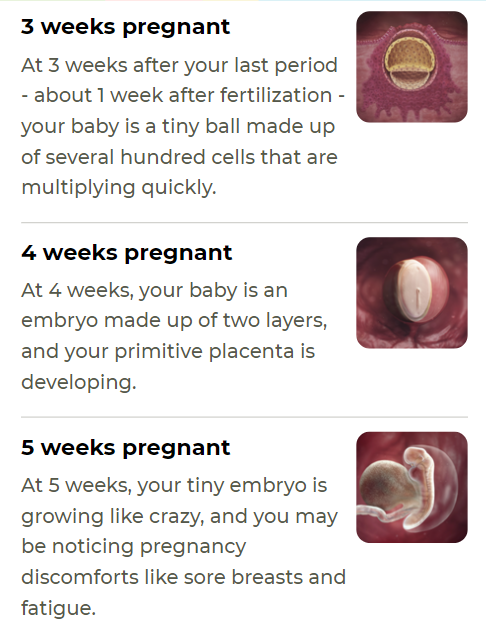 3 weeks pregnant
At 3 weeks after your last period
- about 1 week after fertilization -
your baby is a tiny ball made up
of several hundred cells that are
multiplying quickly.
4 weeks pregnant
At 4 weeks, your baby is an
embryo made up of two layers,
and your primitive placenta is
developing.
5 weeks pregnant
At 5 weeks, your tiny embryo is
growing like crazy, and you may
be noticing pregnancy
discomforts like sore breasts and
fatigue.